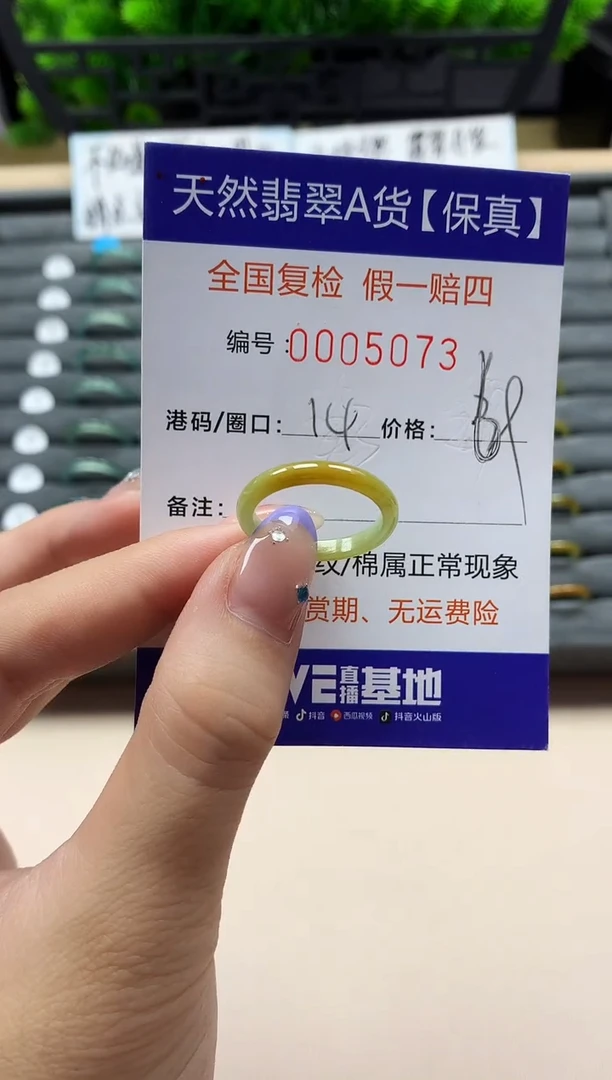 天然翡翠A货【保真】
全国复检 假一赔四
编号:0005073
港码/圈口: 14 价格:
备注:
纹/棉属正常现象
赏期、无运费险
VE直播基地
抖音 西瓜视频 抖音火山版